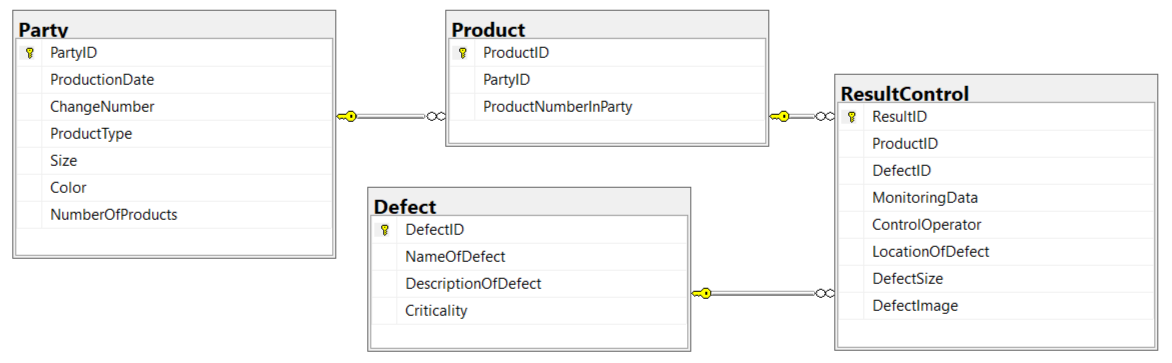 Party
PartyID
ProductionDate
ChangeNumber
ProductType
Size
Color
NumberOfProducts
Product
ProductID
PartyID
ProductNumberInParty
Defect
DefectID
NameOfDefect
DescriptionOfDefect
Criticality
ResultControl
ResultID
ProductID
DefectID
MonitoringData
ControlOperator
LocationOfDefect
DefectSize
DefectImage